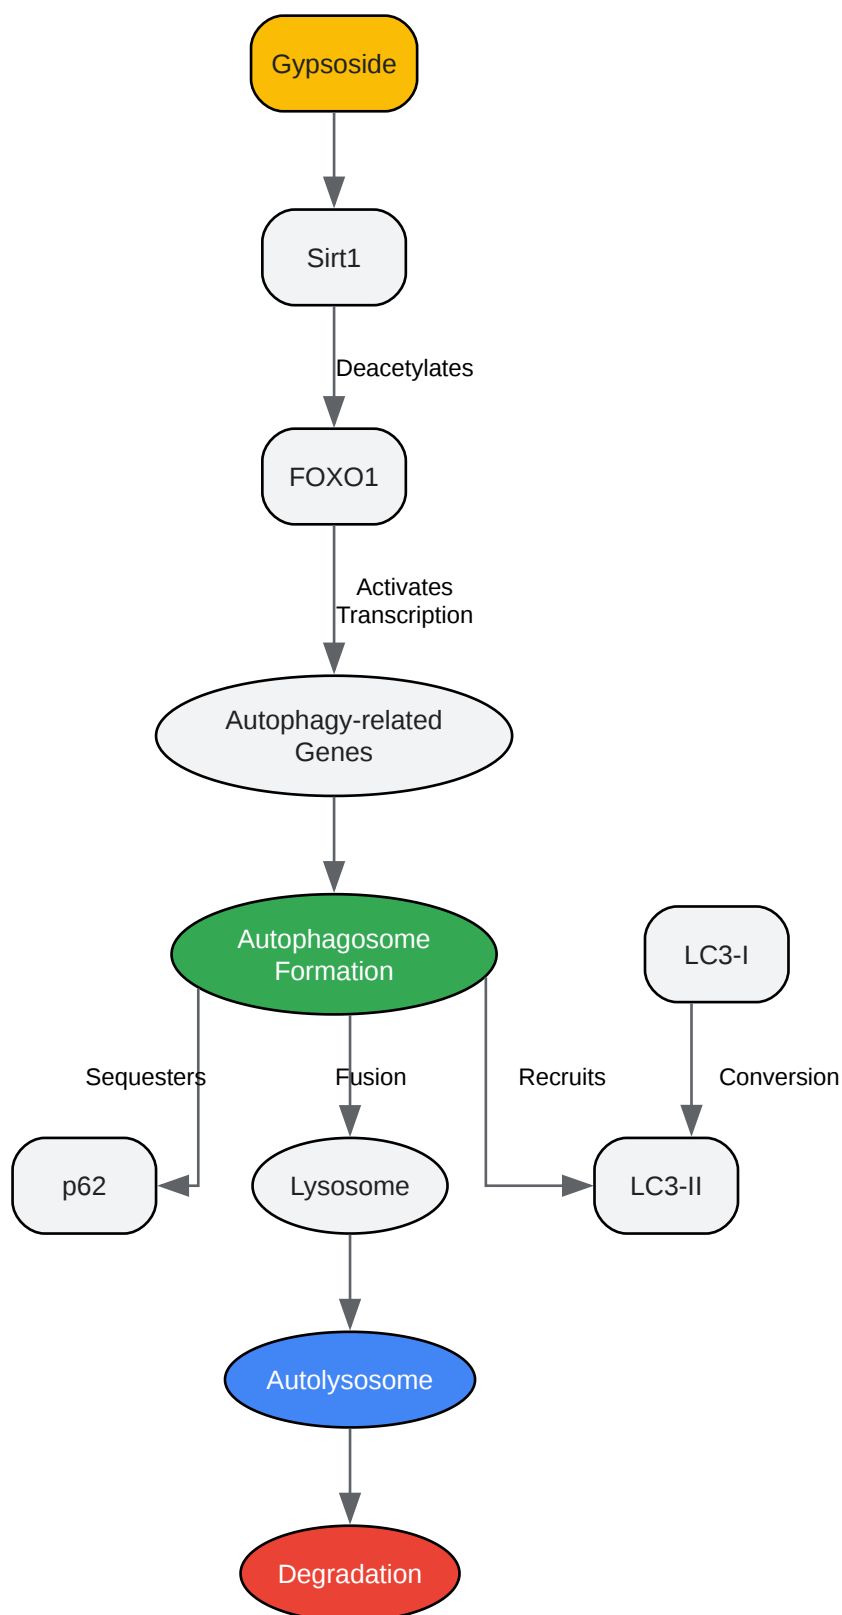 Gypsoside
Sirt1
Deacetylates
FOXO1
Activates
Transcription
Autophagy-related
Genes
Autophagosome
Formation
LC3-I
Sequesters
Fusion
Recruits
Conversion
p62
Lysosome
LC3-II
Autolysosome
Degradation